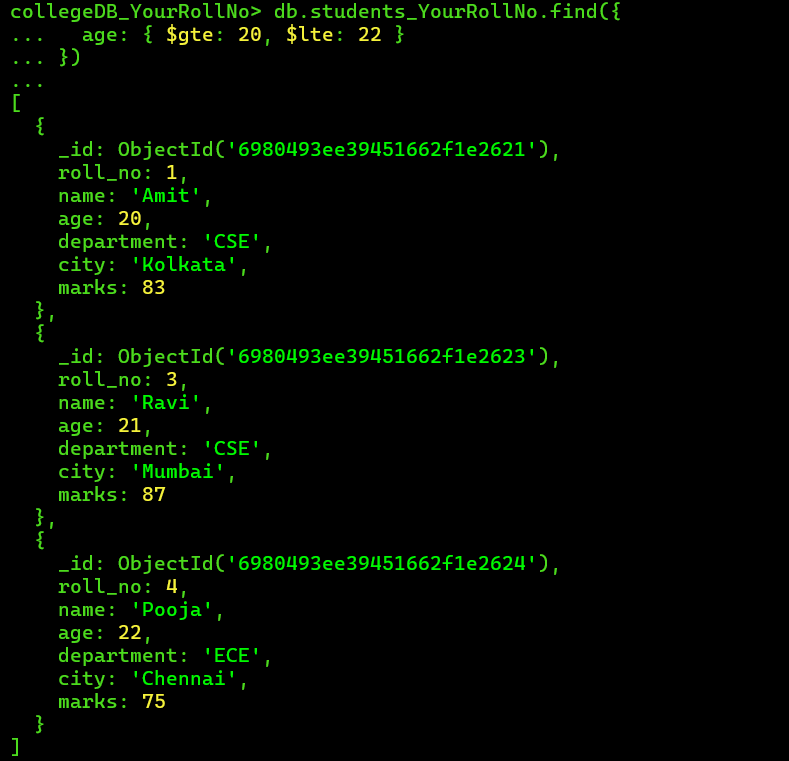 collegeDB_YourRollNo> db.students_YourRollNo.find({
...   age: { $gte: 20, $lte: 22 }
... })
...
[
  {
    _id: ObjectId('6980493ee39451662f1e2621'),
    roll_no: 1,
    name: 'Amit',
    age: 20,
    department: 'CSE',
    city: 'Kolkata',
    marks: 83
  },
  {
    _id: ObjectId('6980493ee39451662f1e2623'),
    roll_no: 3,
    name: 'Ravi',
    age: 21,
    department: 'CSE',
    city: 'Mumbai',
    marks: 87
  },
  {
    _id: ObjectId('6980493ee39451662f1e2624'),
    roll_no: 4,
    name: 'Pooja',
    age: 22,
    department: 'ECE',
    city: 'Chennai',
    marks: 75
  }
]